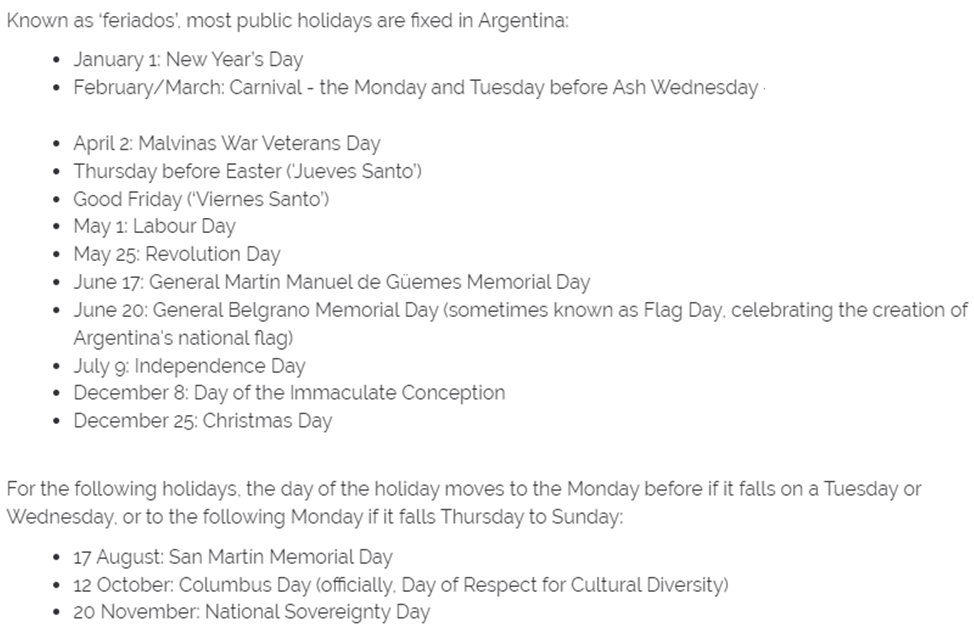 Known as ‘feriados’, most public holidays are fixed in Argentina:
• January 1: New Year’s Day
• February/March: Carnival - the Monday and Tuesday before Ash Wednesday
• April 2: Malvinas War Veterans Day
• Thursday before Easter (‘Jueves Santo’)
• Good Friday (‘Viernes Santo’)
• May 1: Labour Day
• May 25: Revolution Day
• June 17: General Martín Manuel de Güemes Memorial Day
• June 20: General Belgrano Memorial Day (sometimes known as Flag Day, celebrating the creation of
Argentina’s national flag)
• July 9: Independence Day
• December 8: Day of the Immaculate Conception
• December 25: Christmas Day
For the following holidays, the day of the holiday moves to the Monday before if it falls on a Tuesday or
Wednesday, or to the following Monday if it falls Thursday to Sunday:
• 17 August: San Martín Memorial Day
• 12 October: Columbus Day (officially, Day of Respect for Cultural Diversity)
• 20 November: National Sovereignty Day